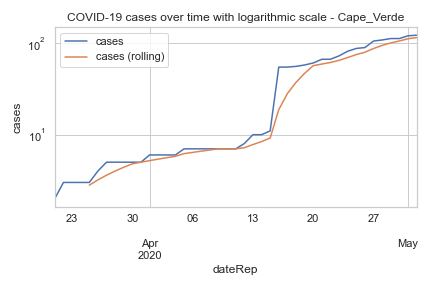 COVID-19 cases over time with logarithmic scale - Cape_Verde
cases
cases (rolling)
10²
10¹
cases
23
30
06
13
20
27
Apr
2020
May
dateRep